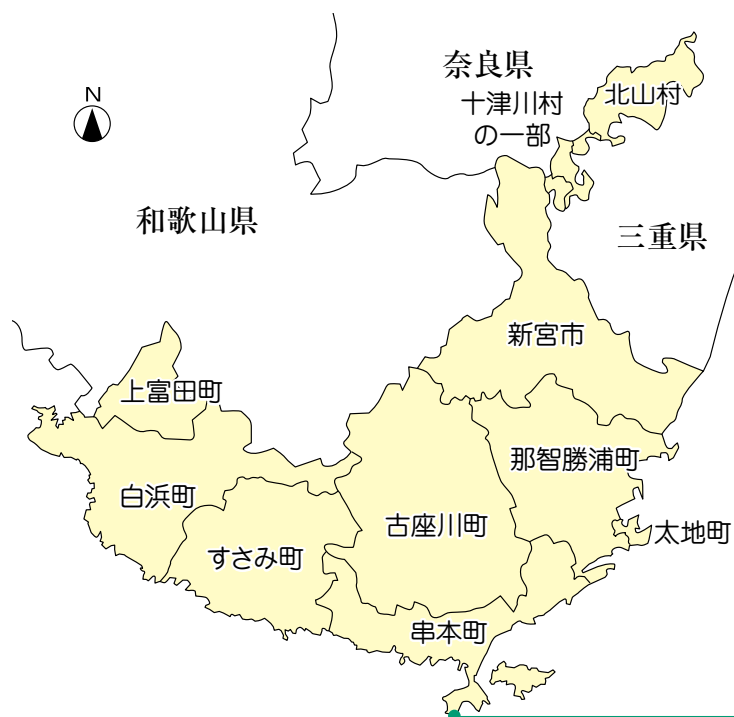 奈良県
十津川村
の一部
北山村
N
和歌山県
三重県
新宮市
上富田町
那智勝浦町
白浜町
古座川町
太地町
すさみ町
串本町